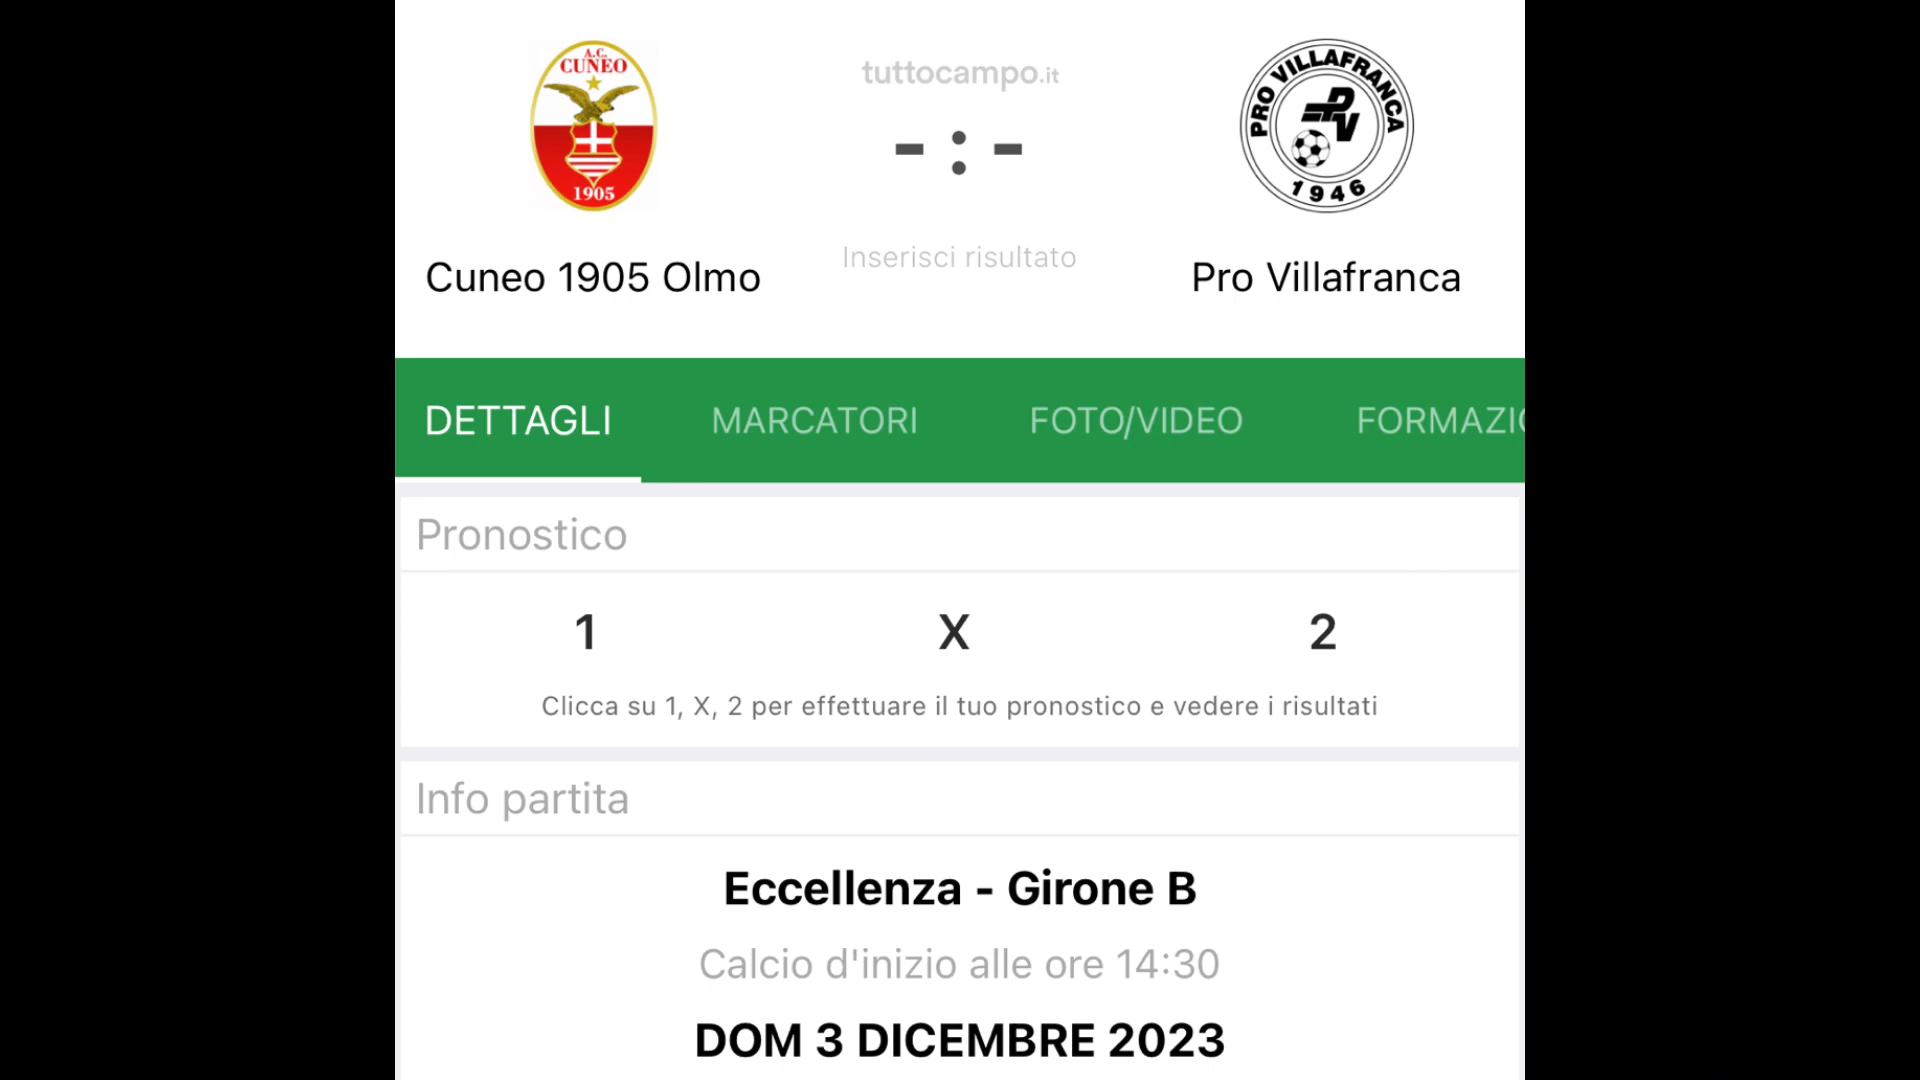 A.C.
CUNEO
1905
tuttocampo.it
- : -
PRO VILLAFRANCA
PV
1946
Cuneo 1905 Olmo
Inserisci risultato
Pro Villafranca
DETTAGLI
MARCATORI
FOTO/VIDEO
FORMAZIO
Pronostico
1
X
2
Clicca su 1, X, 2 per effettuare il tuo pronostico e vedere i risultati
Info partita
Eccellenza - Girone B
Calcio d'inizio alle ore 14:30
DOM 3 DICEMBRE 2023